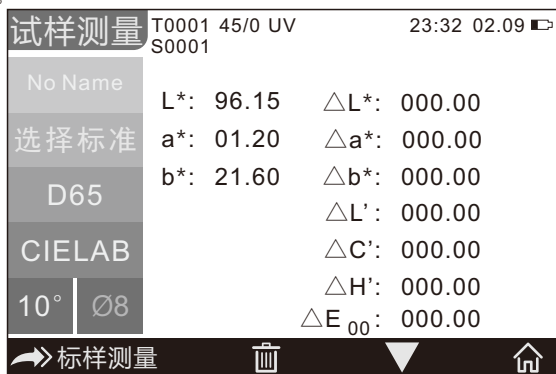 试样测量 T0001 45/0 UV 23:32 02.09
S0001
No Name
选择标准
D65
CIELAB
10° Ø8
L*: 96.15 △L*: 000.00
a*: 01.20 △a*: 000.00
b*: 21.60 △b*: 000.00
△L': 000.00
△C': 000.00
△H': 000.00
△E 00: 000.00
标样测量